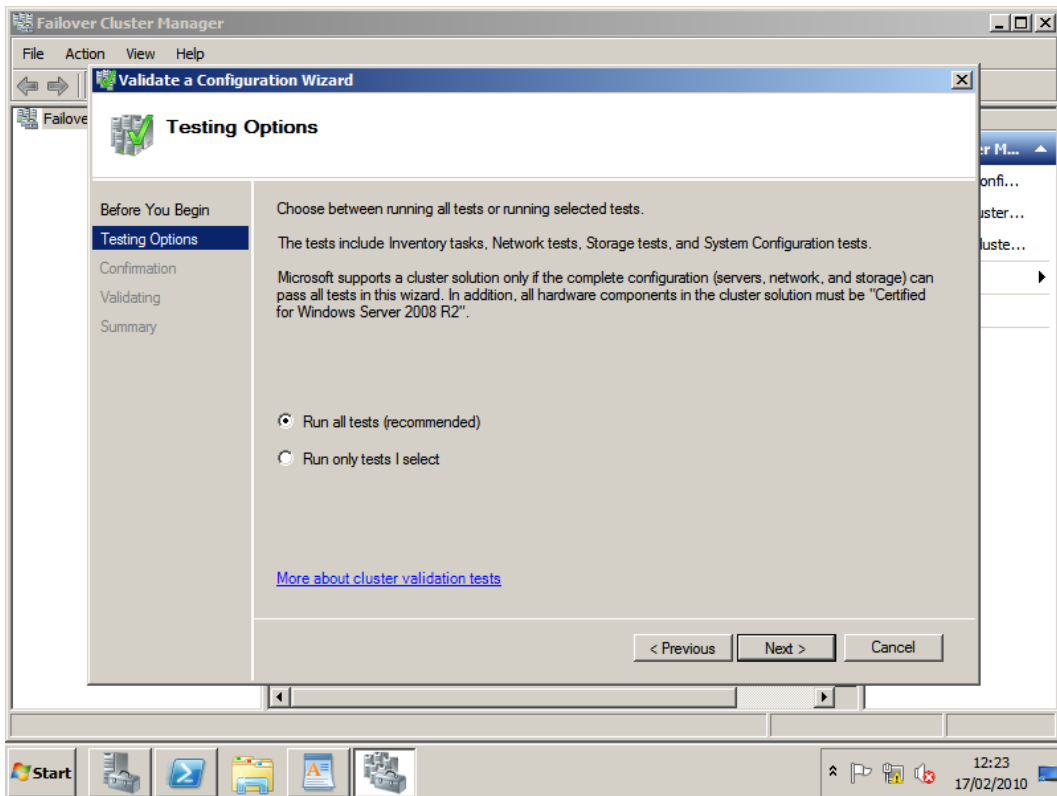 Failover Cluster Manager
File Action View Help
Validate a Configuration Wizard
Failove
Testing Options
er M...
onfi...
uster...
luste...
Before You Begin
Testing Options
Confirmation
Validating
Summary
Choose between running all tests or running selected tests.
The tests include Inventory tasks, Network tests, Storage tests, and System Configuration tests.
Microsoft supports a cluster solution only if the complete configuration (servers, network, and storage) can
pass all tests in this wizard. In addition, all hardware components in the cluster solution must be "Certified
for Windows Server 2008 R2".
Run all tests (recommended)
Run only tests I select
More about cluster validation tests
< Previous
Next >
Cancel
Start
12:23
17/02/2010